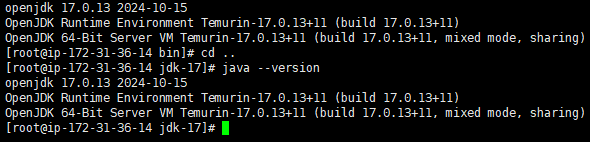 openjdk 17.0.13 2024-10-15
OpenJDK Runtime Environment Temurin-17.0.13+11 (build 17.0.13+11)
OpenJDK 64-Bit Server VM Temurin-17.0.13+11 (build 17.0.13+11, mixed mode, sharing)
[root@ip-172-31-36-14 bin]# cd ..
[root@ip-172-31-36-14 jdk-17]# java --version
openjdk 17.0.13 2024-10-15
OpenJDK Runtime Environment Temurin-17.0.13+11 (build 17.0.13+11)
OpenJDK 64-Bit Server VM Temurin-17.0.13+11 (build 17.0.13+11, mixed mode, sharing)
[root@ip-172-31-36-14 jdk-17]#